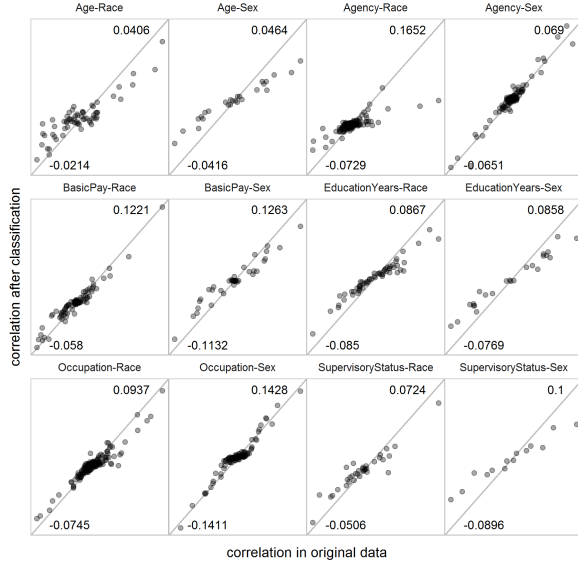 Age-Race
Age-Sex
Agency-Race
Agency-Sex
0.0406
0.0464
0.1652
0.069
-0.0214
-0.0416
-0.0729
-0.0651
BasicPay-Race
BasicPay-Sex
EducationYears-Race
EducationYears-Sex
0.1221
0.1263
0.0867
0.0858
-0.058
-0.1132
-0.085
-0.0769
Occupation-Race
Occupation-Sex
SupervisoryStatus-Race
SupervisoryStatus-Sex
0.0937
0.1428
0.0724
0.1
-0.0745
-0.1411
-0.0506
-0.0896
correlation after classification
correlation in original data